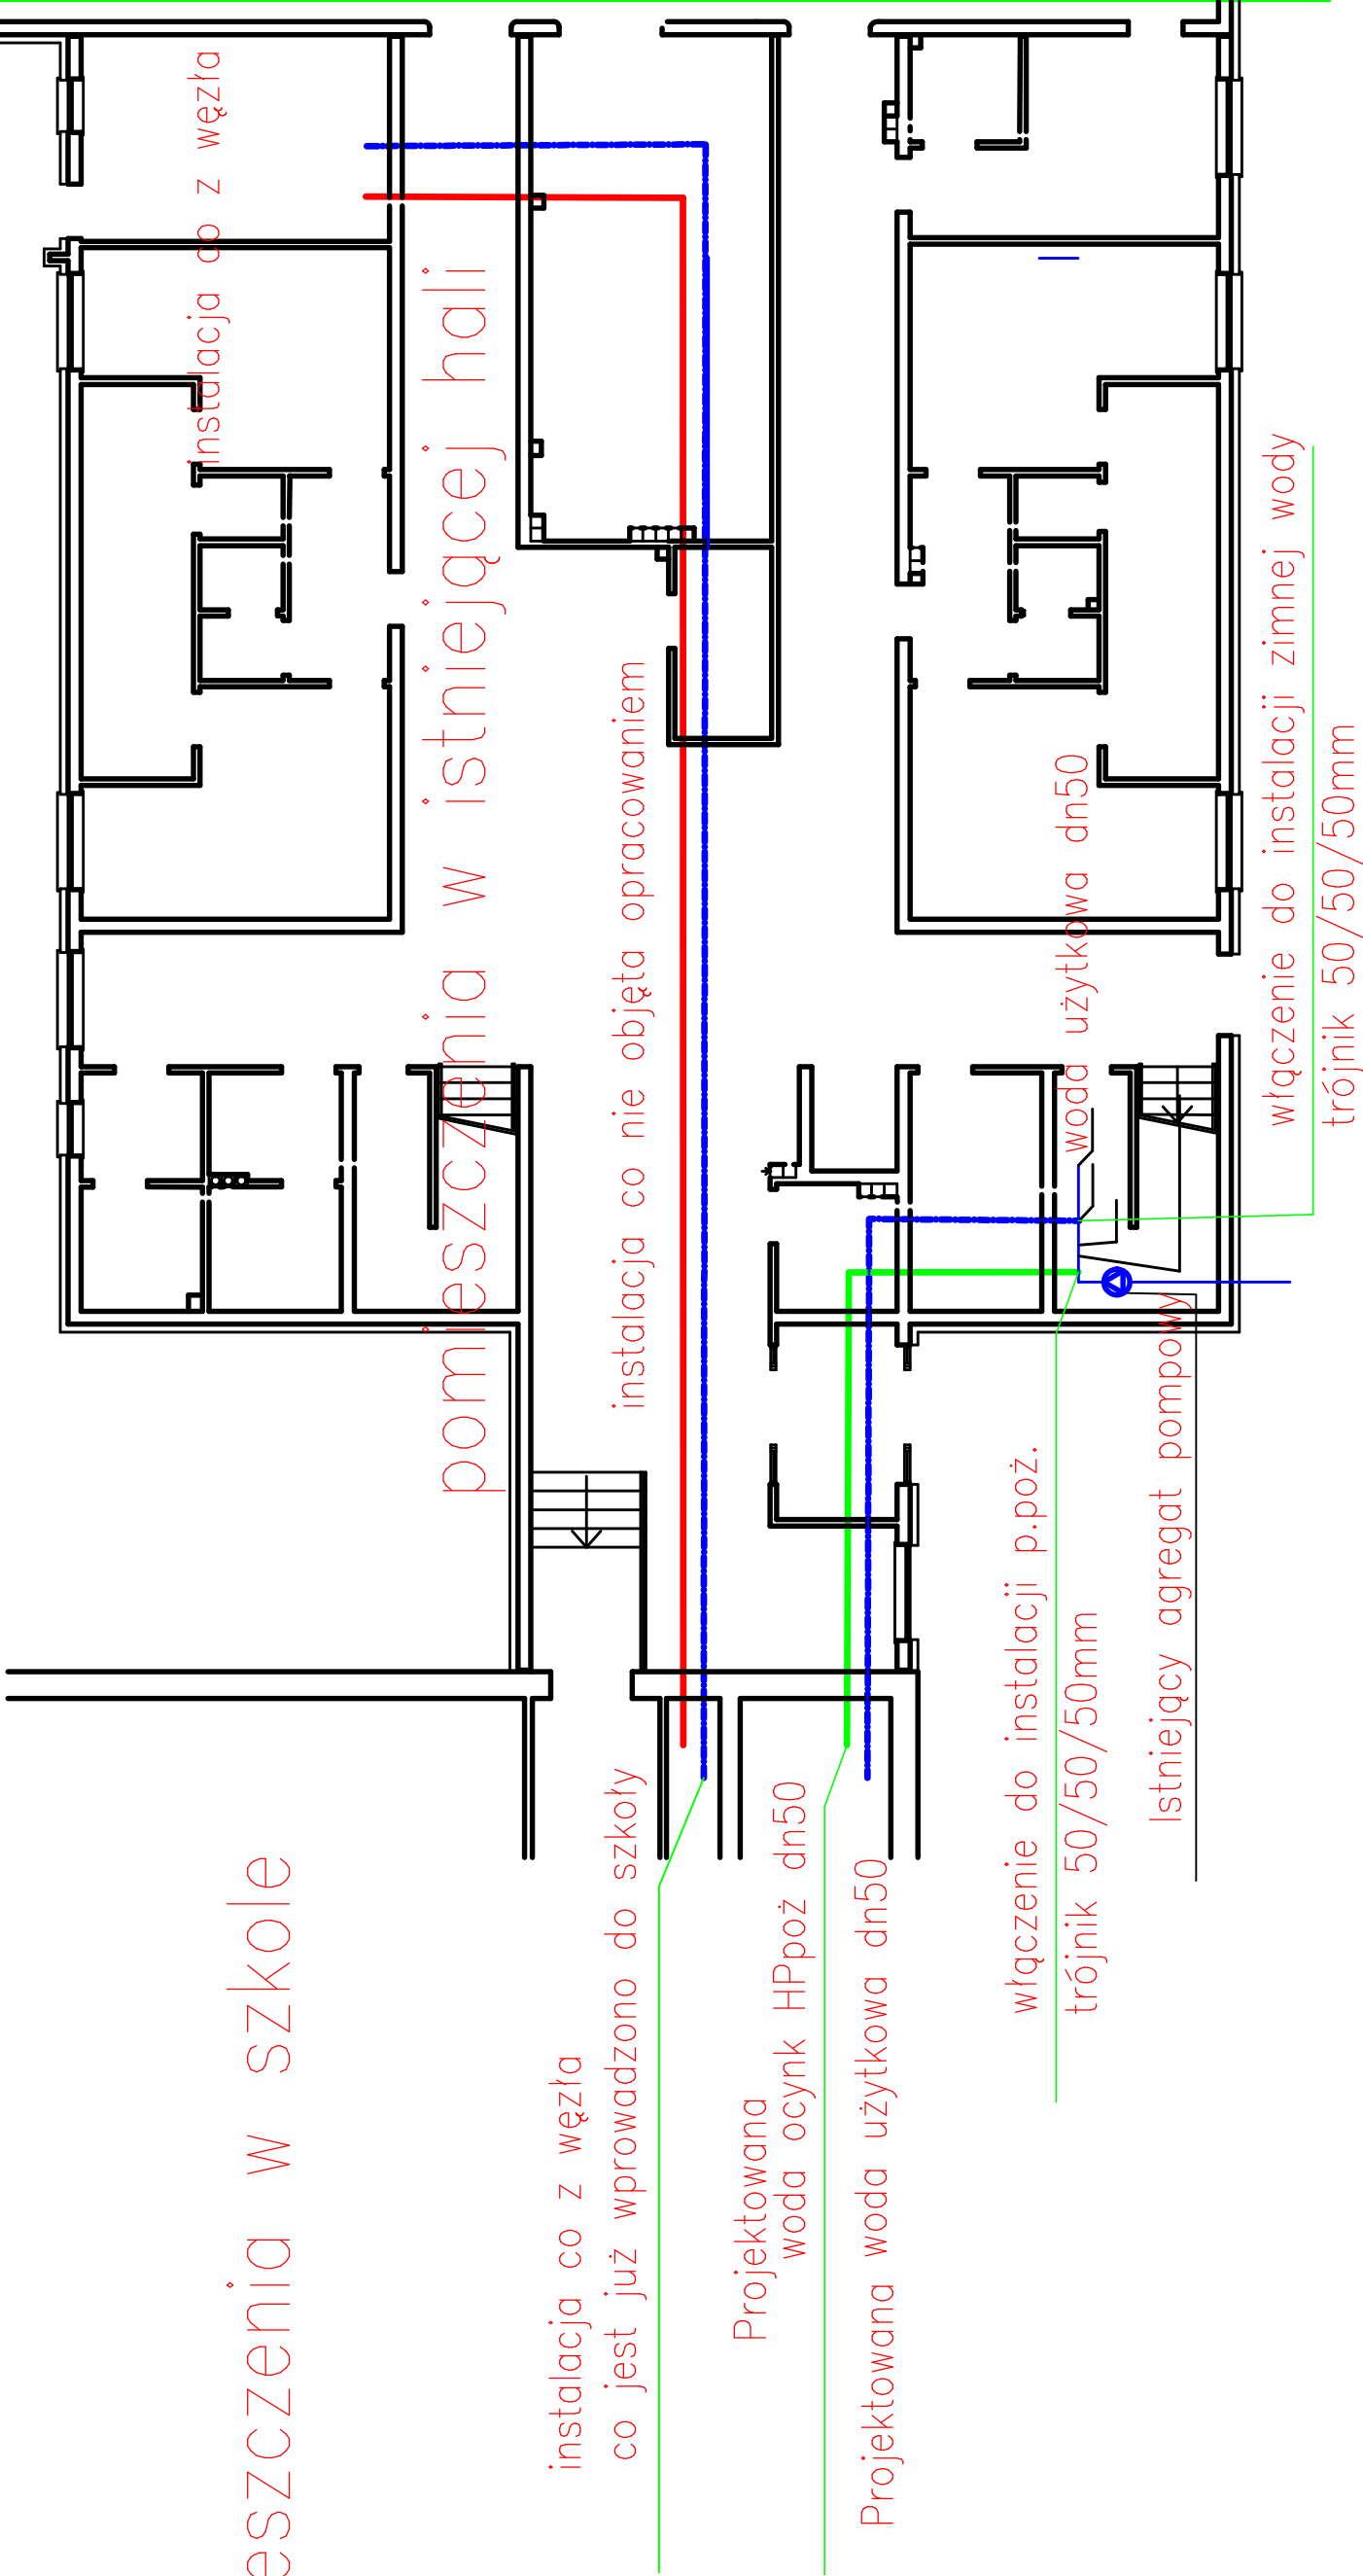 instalacja co z węzła
pomieszczenia w istniejącej hali
instalacja co nie objęta opracowaniem
woda użytkowa dn50
włączenie do instalacji zimnej wody
trójnik 50/50/50mm
eszczenia w szkole
instalacja co z węzła
co jest już wprowadzono do szkoły
Projektowana
woda ocynk HPpoż dn50
Projektowana woda użytkowa dn50
włączenie do instalacji p.poż.
trójnik 50/50/50mm
Istniejący agregat pompowy